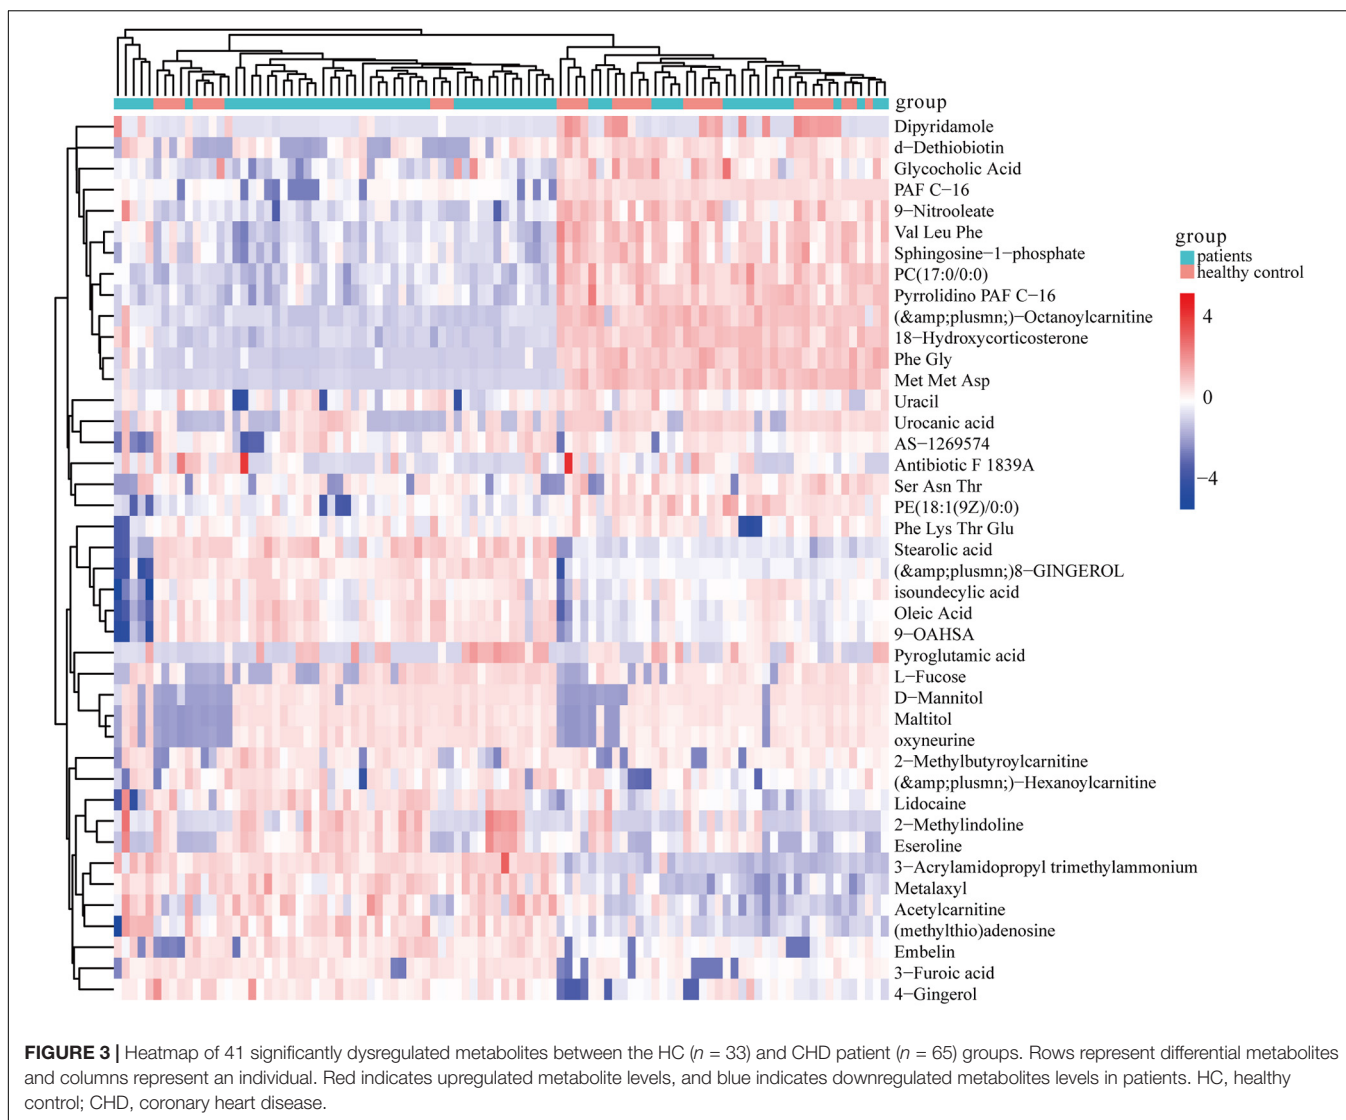 group
Dipyridamole
d−Dethiobiotin
Glycocholic Acid
PAF C−16
9−Nitrooleate
Val Leu Phe
Sphingosine−1−phosphate
PC(17:0/0:0)
Pyrrolidino PAF C−16
(&amp;plusmn;)−Octanoylcarnitine
18−Hydroxycorticosterone
Phe Gly
Met Met Asp
Uracil
Urocanic acid
AS−1269574
Antibiotic F 1839A
Ser Asn Thr
PE(18:1(9Z)/0:0)
Phe Lys Thr Glu
Stearolic acid
(&amp;plusmn;)8−GINGEROL
isoundecylic acid
Oleic Acid
9−OAHSA
Pyroglutamic acid
L−Fucose
D−Mannitol
Maltitol
oxyneurine
2−Methylbutyroylcarnitine
(&amp;plusmn;)−Hexanoylcarnitine
Lidocaine
2−Methylindoline
Eseroline
3−Acrylamidopropyl trimethylammonium
Metalaxyl
Acetylcarnitine
(methylthio)adenosine
Embelin
3−Furoic acid
4−Gingerol
group
patients
healthy control
4
0
−4
FIGURE 3 | Heatmap of 41 significantly dysregulated metabolites between the HC (n = 33) and CHD patient (n = 65) groups. Rows represent differential metabolites
and columns represent an individual. Red indicates upregulated metabolite levels, and blue indicates downregulated metabolites levels in patients. HC, healthy
control; CHD, coronary heart disease.